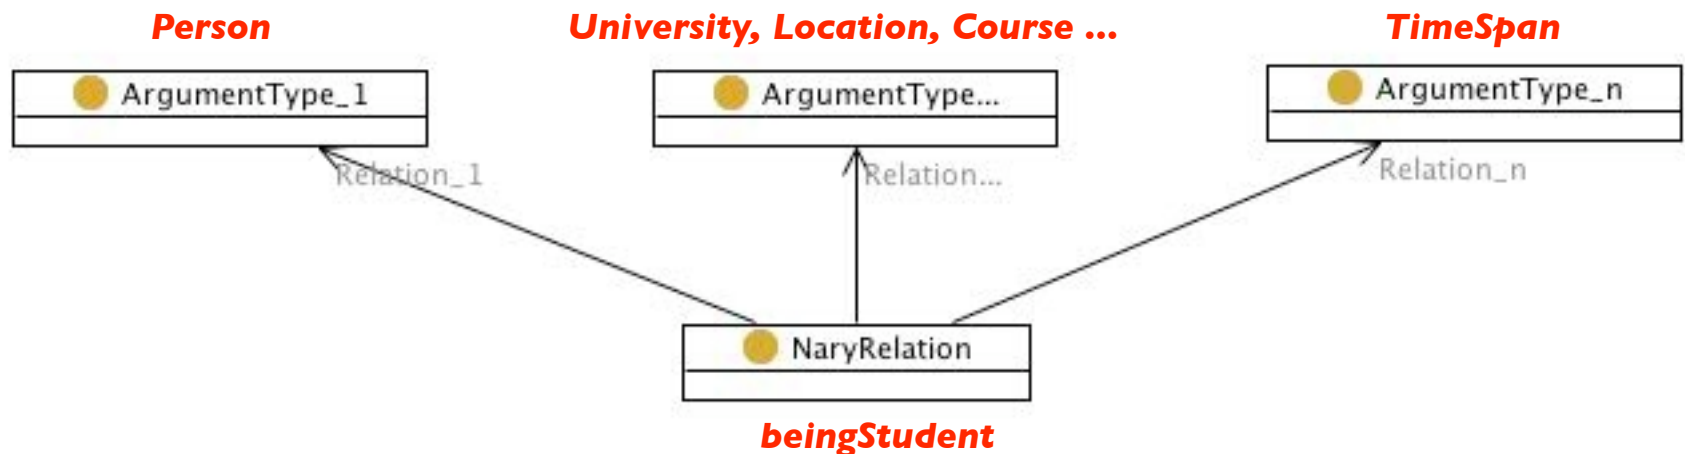 Person
University, Location, Course ...
TimeSpan
ArgumentType_1
ArgumentType...
ArgumentType_n
Relation_1
Relation...
Relation_n
NaryRelation
beingStudent